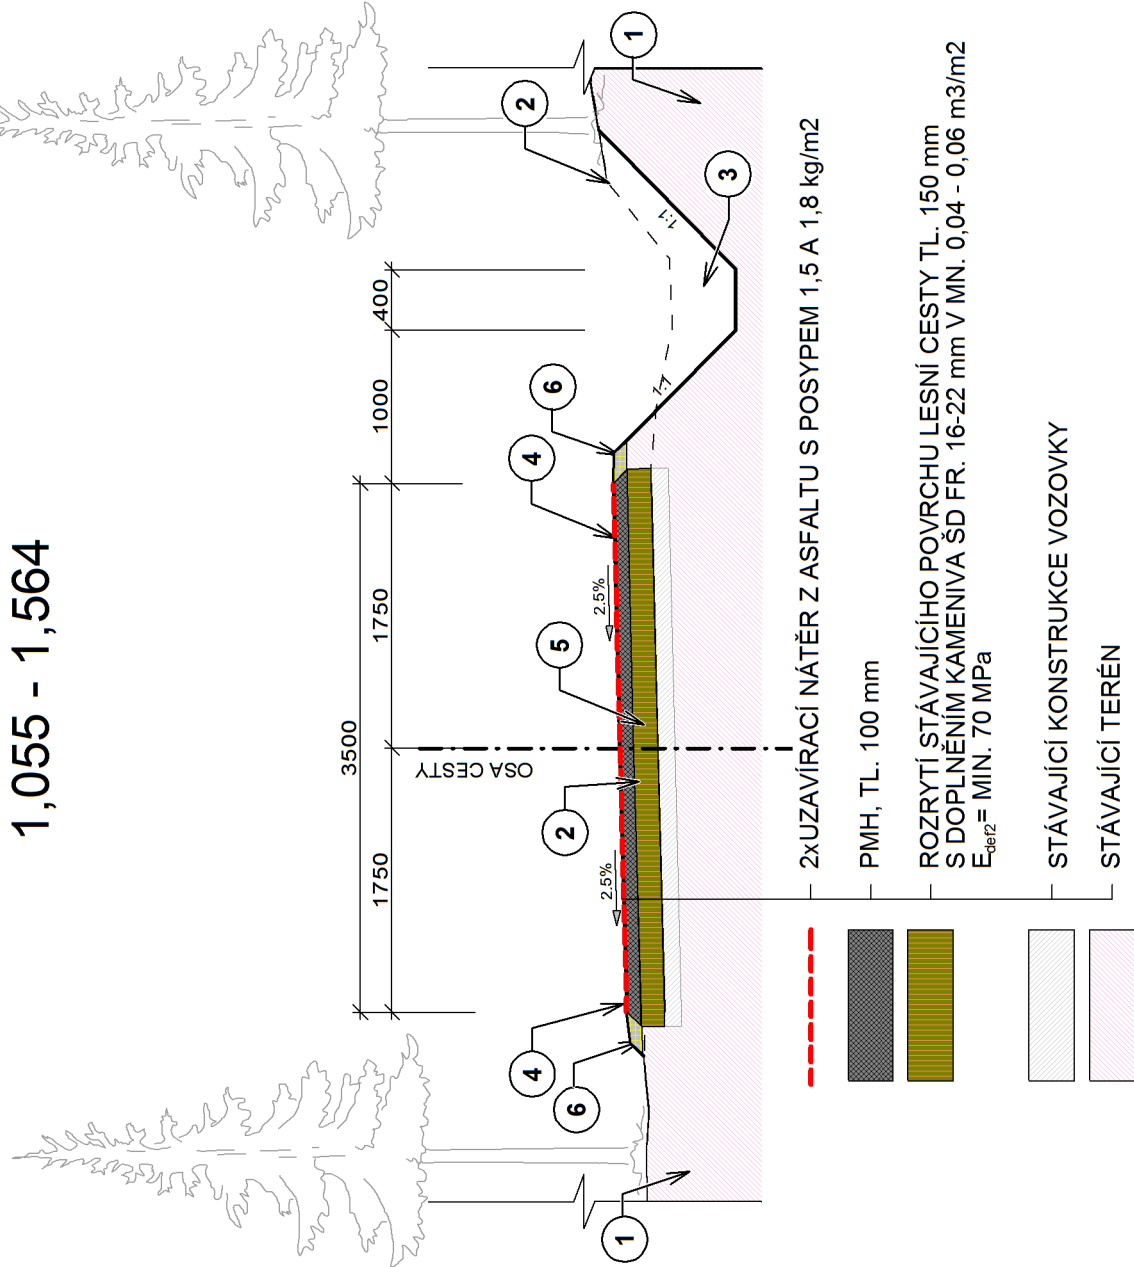 1,055 - 1,564
3500
1750
1750
1000
400
OSA CESTY
2.5%
2.5%
1:1
1:1
1
6
4
2
5
4
6
2
3
1
2xUZAVÍRACÍ NÁTĚR Z ASFALTU S POSYPEM 1,5 A 1,8 kg/m2
PMH, TL. 100 mm
ROZRYTÍ STÁVAJÍCÍHO POVRCHU LESNÍ CESTY TL. 150 mm
S DOPLNĚNÍM KAMENIVA ŠD FR. 16-22 mm V MN. 0,04 - 0,06 m3/m2
Edef2= MIN. 70 MPa
STÁVAJÍCÍ KONSTRUKCE VOZOVKY
STÁVAJÍCÍ TERÉN